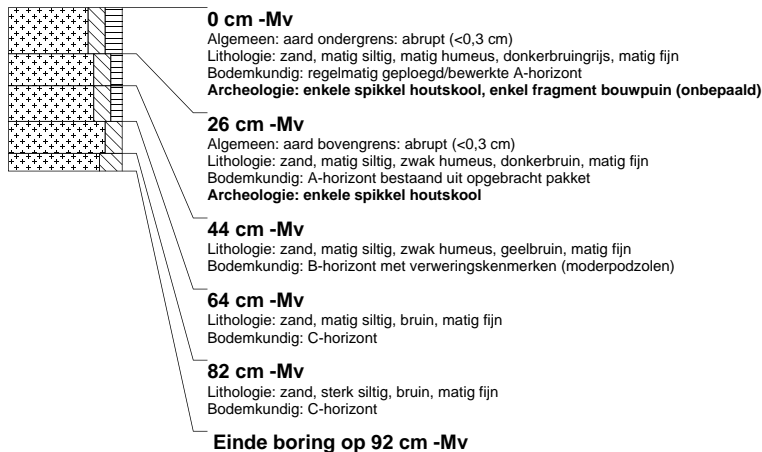 0 cm -Mv
Algemeen: aard ondergrens: abrupt (<0,3 cm)
Lithologie: zand, matig siltig, matig humeus, donkerbruingrijs, matig fijn
Bodemkundig: regelmatig geploegd/bewerkte A-horizont
Archeologie: enkele spikkel houtskool, enkel fragment bouwpuin (onbepaald)
26 cm -Mv
Algemeen: aard bovengrens: abrupt (<0,3 cm)
Lithologie: zand, matig siltig, zwak humeus, donkerbruin, matig fijn
Bodemkundig: A-horizont bestaand uit opgebracht pakket
Archeologie: enkele spikkel houtskool
44 cm -Mv
Lithologie: zand, matig siltig, zwak humeus, geelbruin, matig fijn
Bodemkundig: B-horizont met verweringskenmerken (moderpodzolen)
64 cm -Mv
Lithologie: zand, matig siltig, bruin, matig fijn
Bodemkundig: C-horizont
82 cm -Mv
Lithologie: zand, sterk siltig, bruin, matig fijn
Bodemkundig: C-horizont
Einde boring op 92 cm -Mv